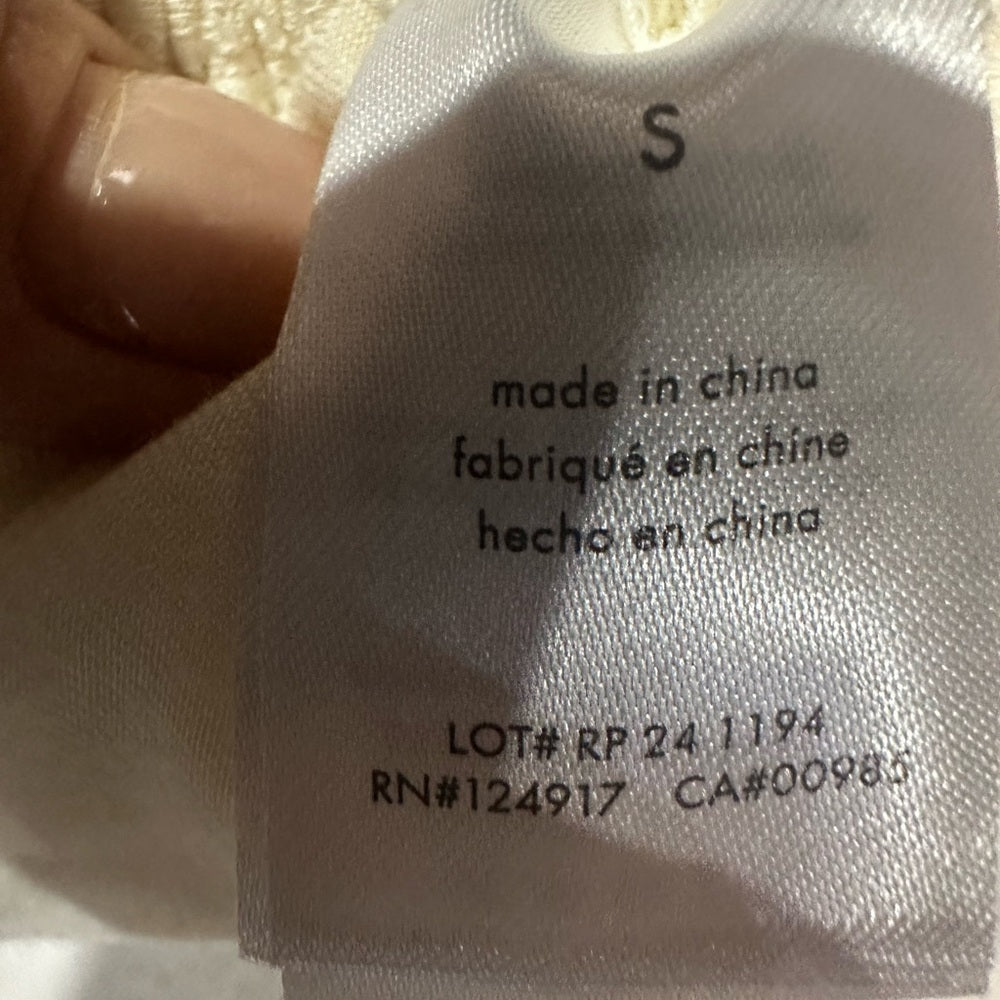 S
made in china
fabriqué en chine
hecho en china
LOT# RP 24 1194
RN#124917 CA#00985